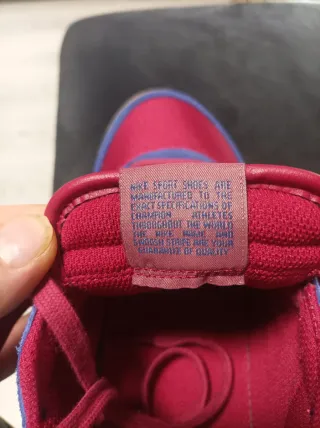 NIKE SPORT SHOES ARE
MANUFACTURED TO THE
EXACT SPECIFICATIONS OF
CHAMPION ATHLETES
THROUGHOUT THE WORLD
THE NIKE NAME AND
SWOOSH STRIPE ARE YOUR
GUARANTEE OF QUALITY